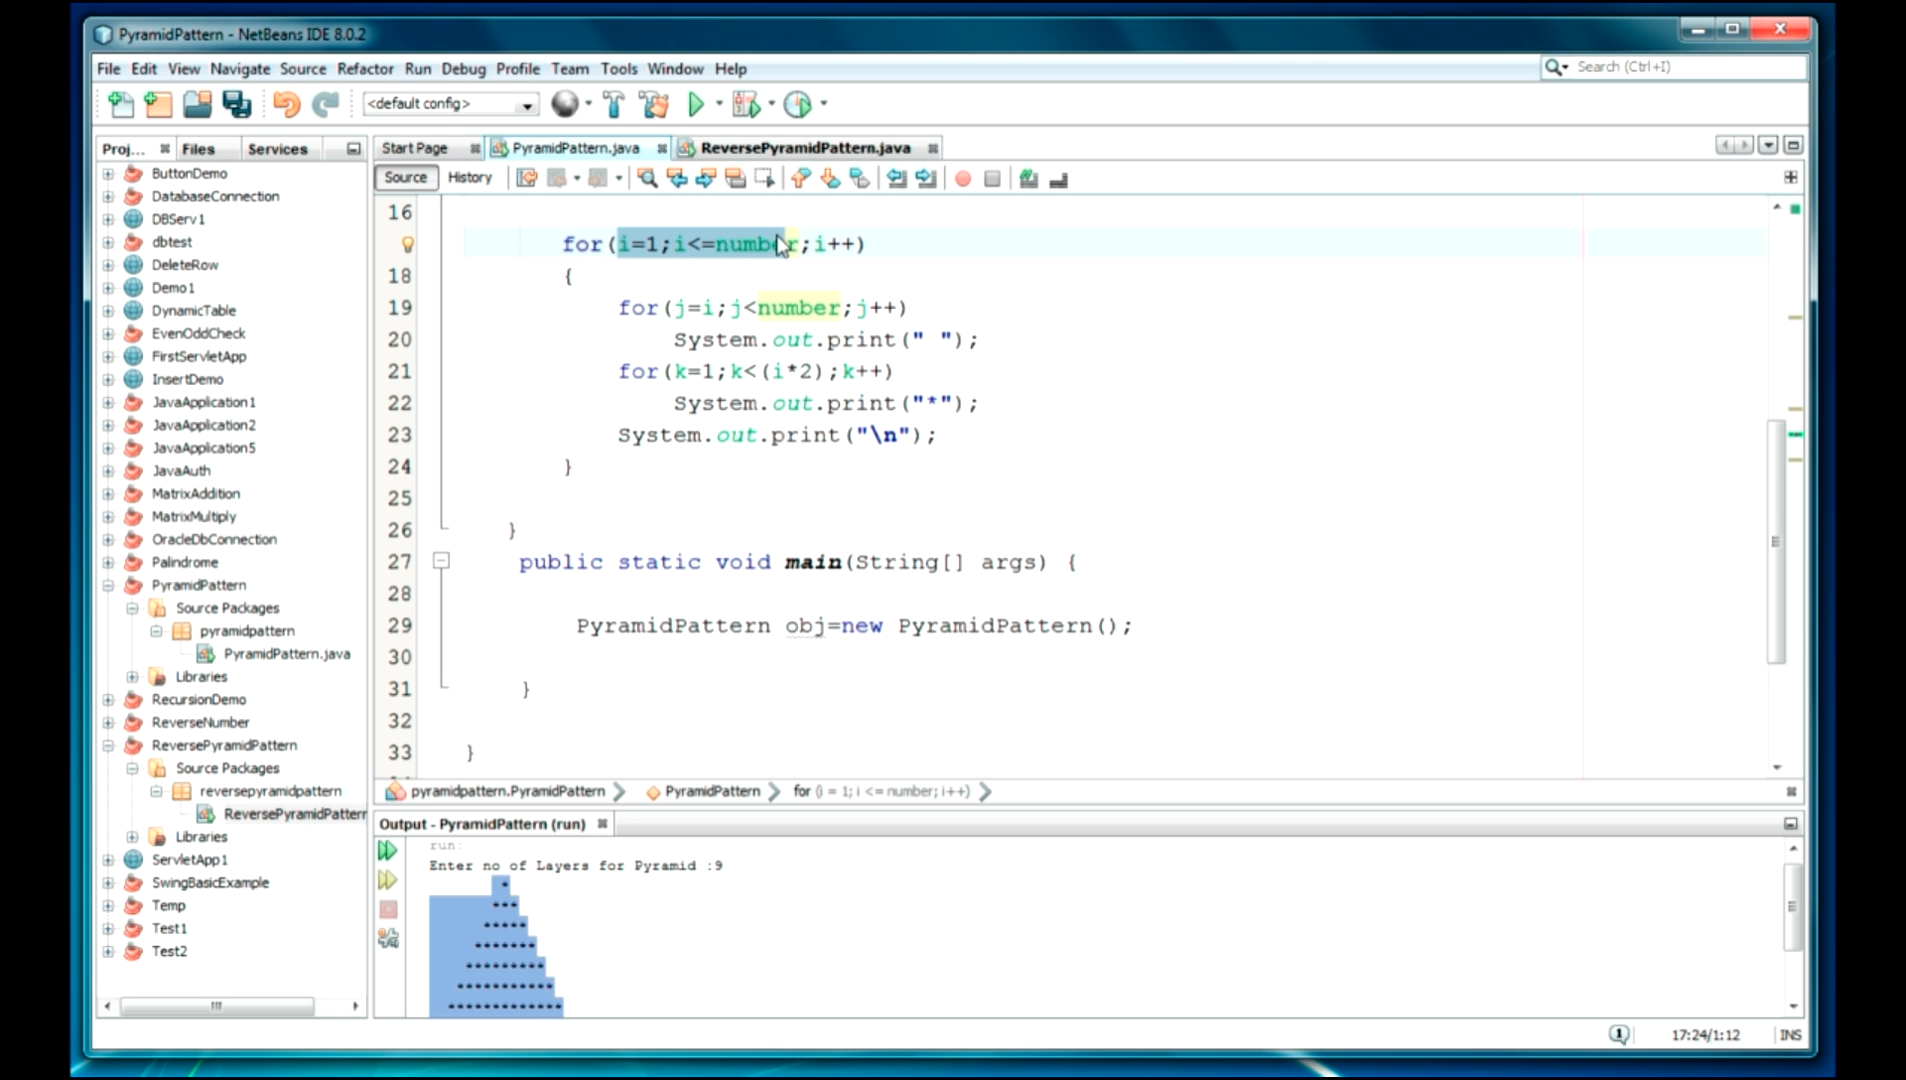 PyramidPattern - NetBeans IDE 8.0.2
File Edit View Navigate Source Refactor Run Debug Profile Team Tools Window Help
Search (Ctrl+I)
<default config>
Proj... Files Services
Start Page PyramidPattern.java ReversePyramidPattern.java
Source History
ButtonDemo
DatabaseConnection
DBServ1
dbtest
DeleteRow
Demo1
DynamicTable
EvenOddCheck
FirstServletApp
InsertDemo
JavaApplication1
JavaApplication2
JavaApplication5
JavaAuth
MatrixAddition
MatrixMultiply
OracleDbConnection
Palindrome
PyramidPattern
Source Packages
pyramidpattern
PyramidPattern.java
Libraries
RecursionDemo
ReverseNumber
ReversePyramidPattern
Source Packages
reversepyramidpattern
ReversePyramidPatterr
Libraries
ServletApp1
SwingBasicExample
Temp
Test1
Test2
16
for(i=1;i<=number;i++)
18 {
19 for(j=i;j<number;j++)
20 System.out.print(" ");
21 for(k=1;k<(i*2);k++)
22 System.out.print("*");
23 System.out.print("\n");
24 }
25
26 }
27 public static void main(String[] args) {
28
29 PyramidPattern obj=new PyramidPattern();
30
31 }
32
33 }
pyramidpattern.PyramidPattern PyramidPattern for (i = 1; i <= number; i++)
Output - PyramidPattern (run)
run:
Enter no of Layers for Pyramid :9
*
***
*****
*******
*********
***********
*************
1 17:24/1:12 INS